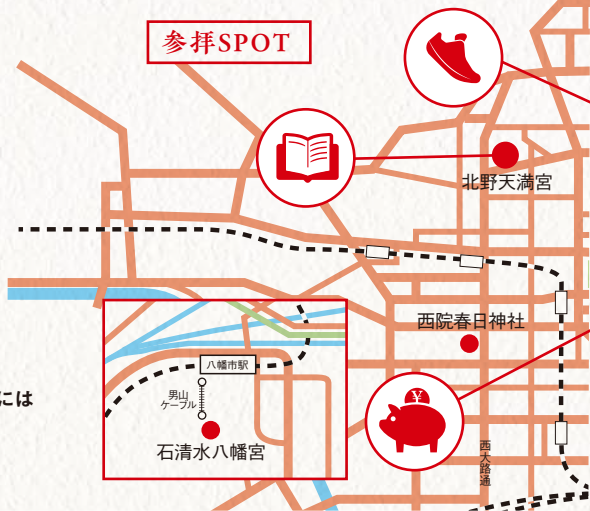 参拝SPOT
北野天満宮
西院春日神社
¥
には
八幡市駅
男山
ケーブル
石清水八幡宮
西大路通